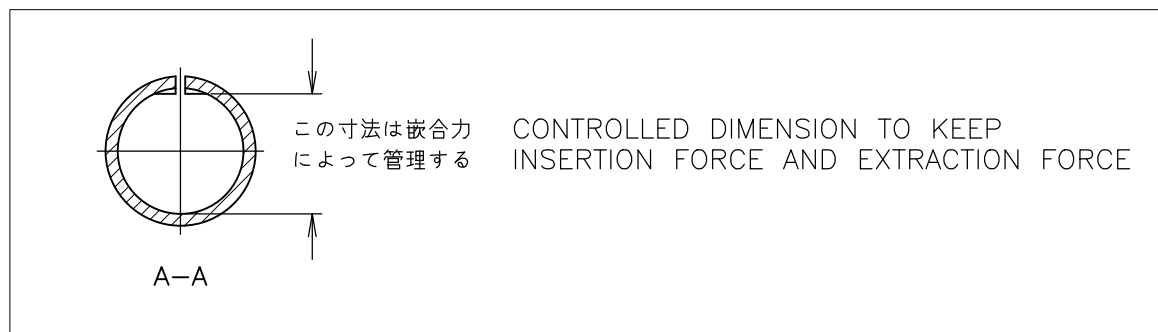 この寸法は嵌合力
によって管理する
CONTROLLED DIMENSION TO KEEP
INSERTION FORCE AND EXTRACTION FORCE
A-A